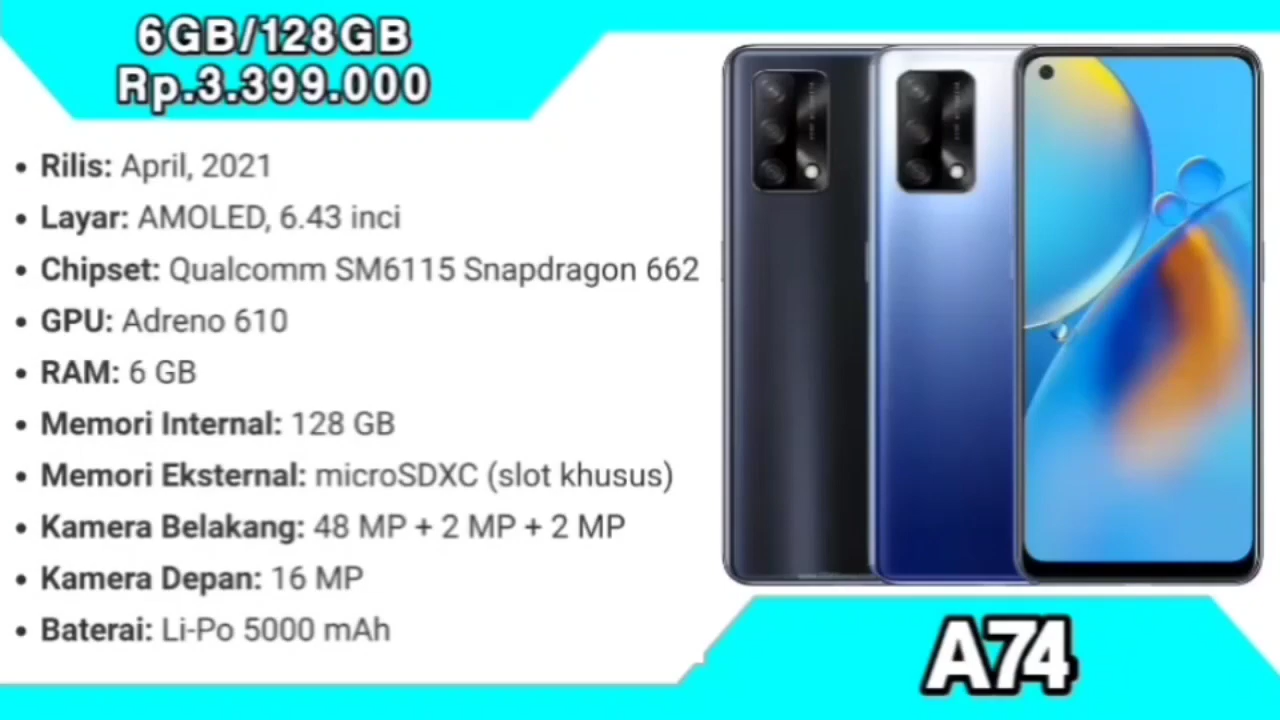 6GB/128GB
Rp.3.399.000
• Rilis: April, 2021
• Layar: AMOLED, 6.43 inci
• Chipset: Qualcomm SM6115 Snapdragon 662
• GPU: Adreno 610
• RAM: 6 GB
• Memori Internal: 128 GB
• Memori Eksternal: microSDXC (slot khusus)
• Kamera Belakang: 48 MP + 2 MP + 2 MP
• Kamera Depan: 16 MP
• Baterai: Li-Po 5000 mAh
A74